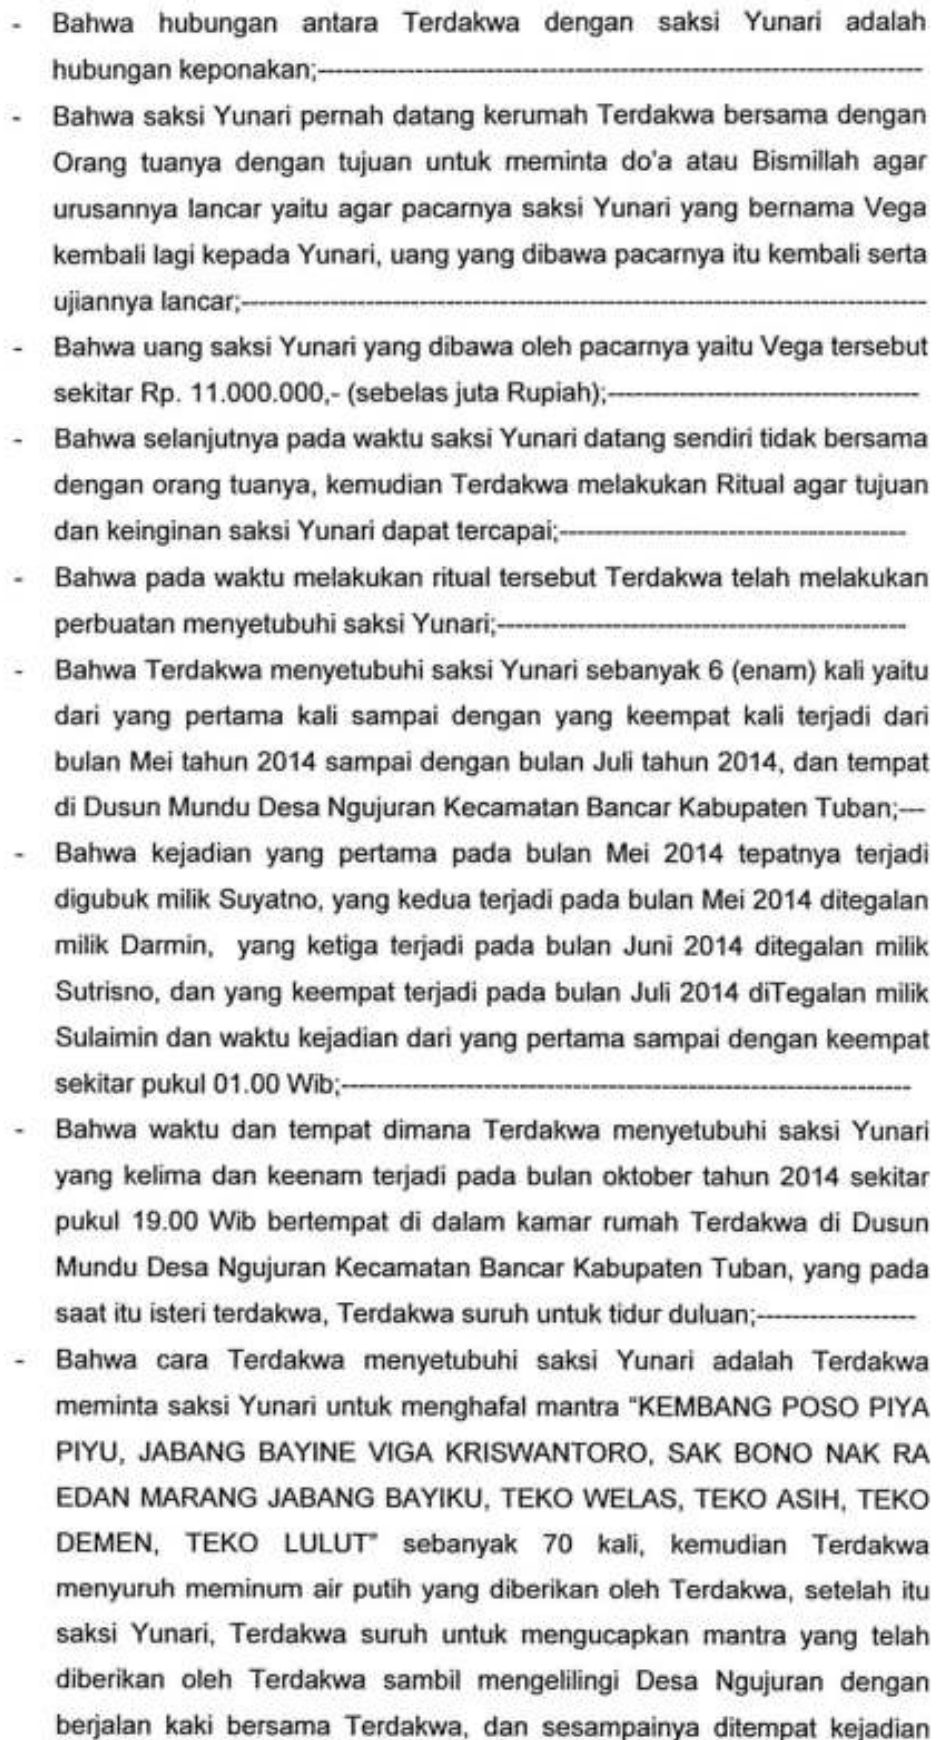 - Bahwa hubungan antara Terdakwa dengan saksi Yunari adalah
hubungan keponakan;--------------------------------------------------------------------
- Bahwa saksi Yunari pernah datang kerumah Terdakwa bersama dengan
Orang tuanya dengan tujuan untuk meminta do'a atau Bismillah agar
urusannya lancar yaitu agar pacarnya saksi Yunari yang bernama Vega
kembali lagi kepada Yunari, uang yang dibawa pacarnya itu kembali serta
ujiannya lancar;-----------------------------------------------------------------------------
- Bahwa uang saksi Yunari yang dibawa oleh pacarnya yaitu Vega tersebut
sekitar Rp. 11.000.000,- (sebelas juta Rupiah);-----------------------------------
- Bahwa selanjutnya pada waktu saksi Yunari datang sendiri tidak bersama
dengan orang tuanya, kemudian Terdakwa melakukan Ritual agar tujuan
dan keinginan saksi Yunari dapat tercapai;---------------------------------------
- Bahwa pada waktu melakukan ritual tersebut Terdakwa telah melakukan
perbuatan menyetubuhi saksi Yunari;----------------------------------------------
- Bahwa Terdakwa menyetubuhi saksi Yunari sebanyak 6 (enam) kali yaitu
dari yang pertama kali sampai dengan yang keempat kali terjadi dari
bulan Mei tahun 2014 sampai dengan bulan Juli tahun 2014, dan tempat
di Dusun Mundu Desa Ngujuran Kecamatan Bancar Kabupaten Tuban;---
- Bahwa kejadian yang pertama pada bulan Mei 2014 tepatnya terjadi
digubuk milik Suyatno, yang kedua terjadi pada bulan Mei 2014 ditegalan
milik Darmin, yang ketiga terjadi pada bulan Juni 2014 ditegalan milik
Sutrisno, dan yang keempat terjadi pada bulan Juli 2014 diTegalan milik
Sulaimin dan waktu kejadian dari yang pertama sampai dengan keempat
sekitar pukul 01.00 Wib;----------------------------------------------------------------
- Bahwa waktu dan tempat dimana Terdakwa menyetubuhi saksi Yunari
yang kelima dan keenam terjadi pada bulan oktober tahun 2014 sekitar
pukul 19.00 Wib bertempat di dalam kamar rumah Terdakwa di Dusun
Mundu Desa Ngujuran Kecamatan Bancar Kabupaten Tuban, yang pada
saat itu isteri terdakwa, Terdakwa suruh untuk tidur duluan;------------------
- Bahwa cara Terdakwa menyetubuhi saksi Yunari adalah Terdakwa
meminta saksi Yunari untuk menghafal mantra "KEMBANG POSO PIYA
PIYU, JABANG BAYINE VIGA KRISWANTORO, SAK BONO NAK RA
EDAN MARANG JABANG BAYIKU, TEKO WELAS, TEKO ASIH, TEKO
DEMEN, TEKO LULUT" sebanyak 70 kali, kemudian Terdakwa
menyuruh meminum air putih yang diberikan oleh Terdakwa, setelah itu
saksi Yunari, Terdakwa suruh untuk mengucapkan mantra yang telah
diberikan oleh Terdakwa sambil mengelilingi Desa Ngujuran dengan
berjalan kaki bersama Terdakwa, dan sesampainya ditempat kejadian